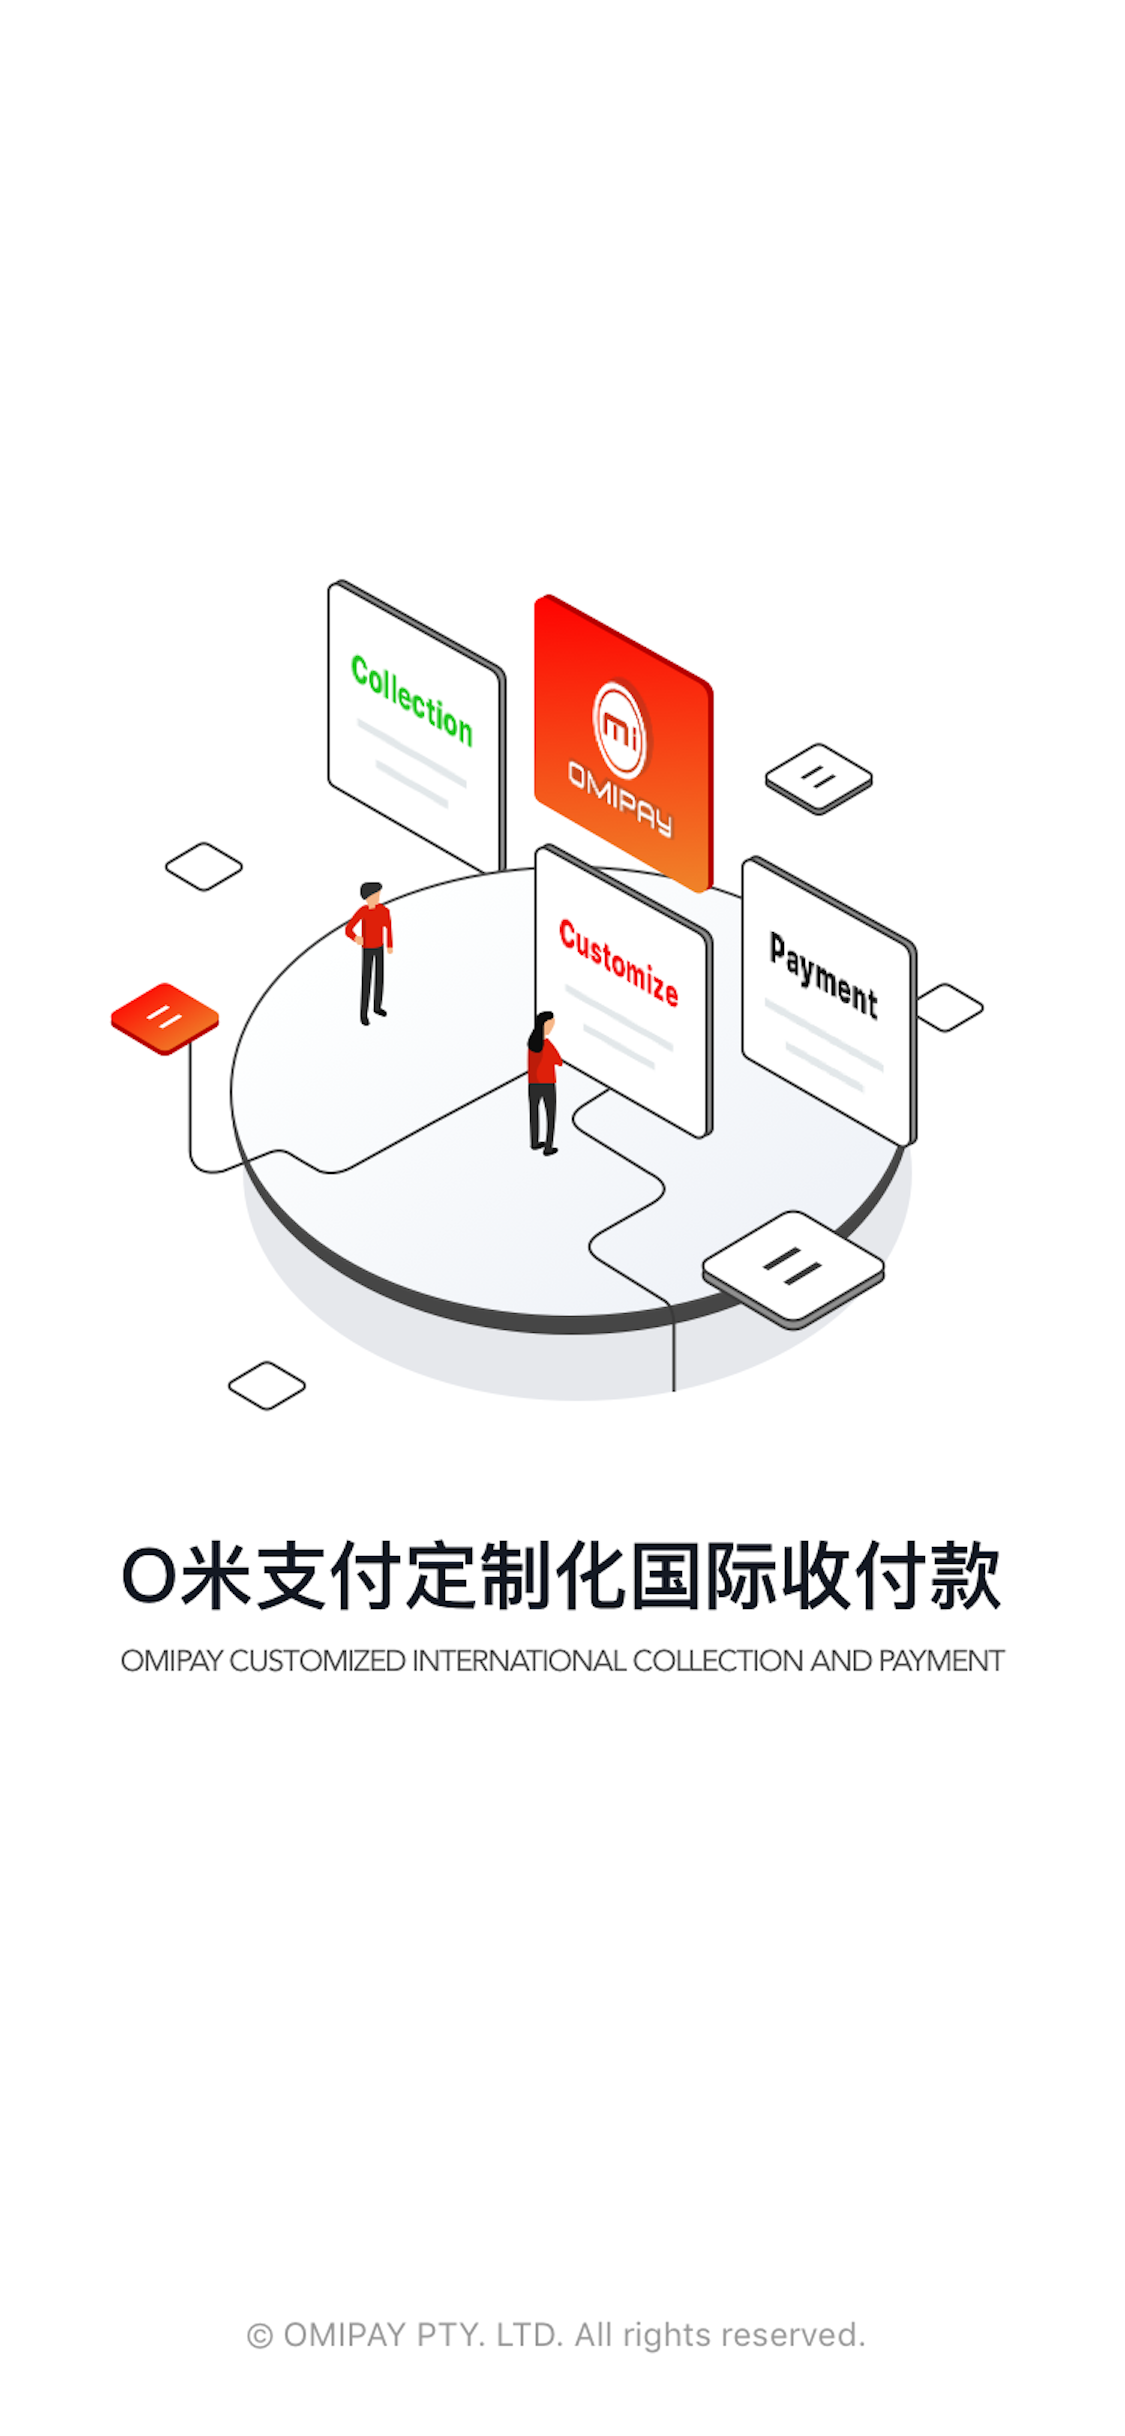 Collection
mi
OMIPAY
Customize
Payment
O米支付定制化国际收付款
OMIPAY CUSTOMIZED INTERNATIONAL COLLECTION AND PAYMENT
© OMIPAY PTY. LTD. All rights reserved.